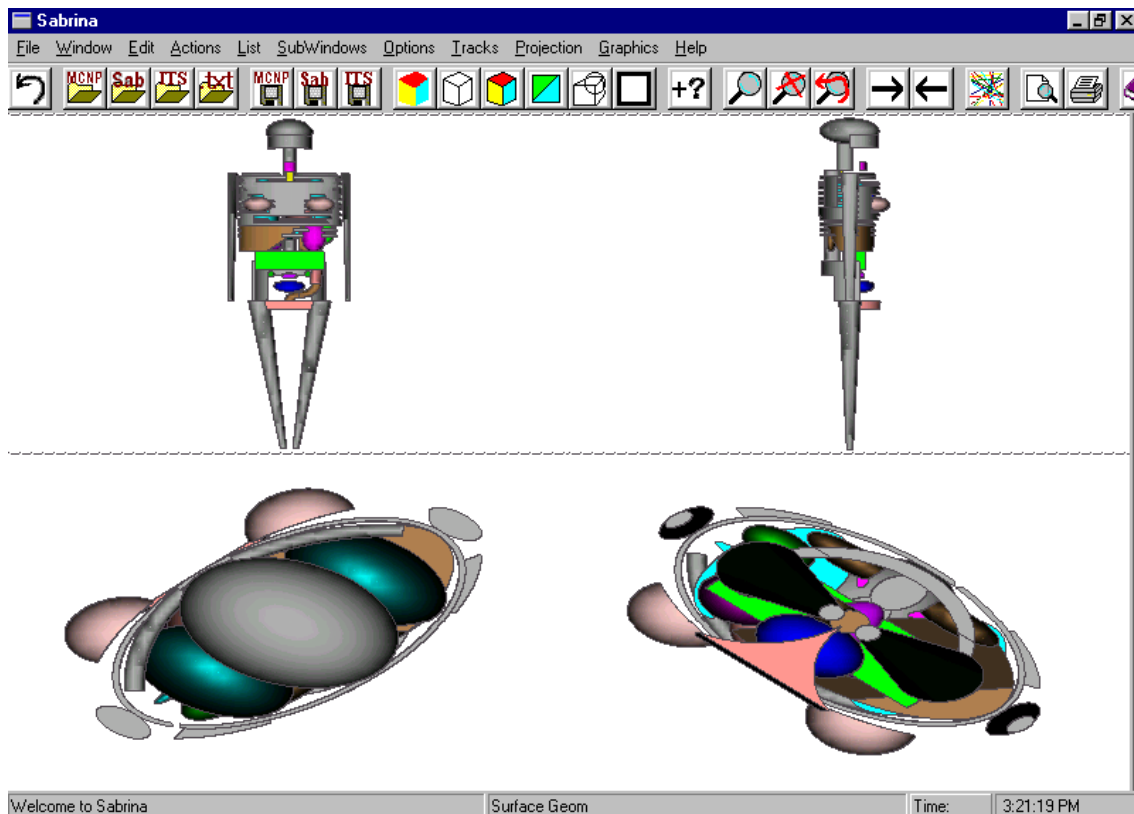 Sabrina
File Window Edit Actions List SubWindows Options Tracks Projection Graphics Help
MCNP Sab ITS .txt MCNP Sab ITS +?
Welcome to Sabrina Surface Geom Time: 3:21:19 PM